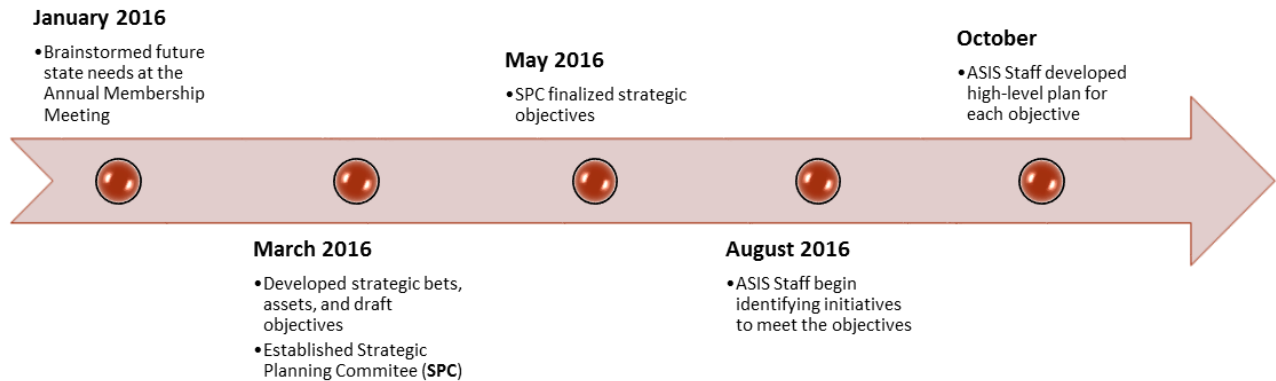 January 2016
•Brainstormed future
state needs at the
Annual Membership
Meeting
March 2016
•Developed strategic bets,
assets, and draft
objectives
•Established Strategic
Planning Commitee (SPC)
May 2016
•SPC finalized strategic
objectives
August 2016
•ASIS Staff begin
identifying initiatives
to meet the objectives
October
•ASIS Staff developed
high-level plan for
each objective